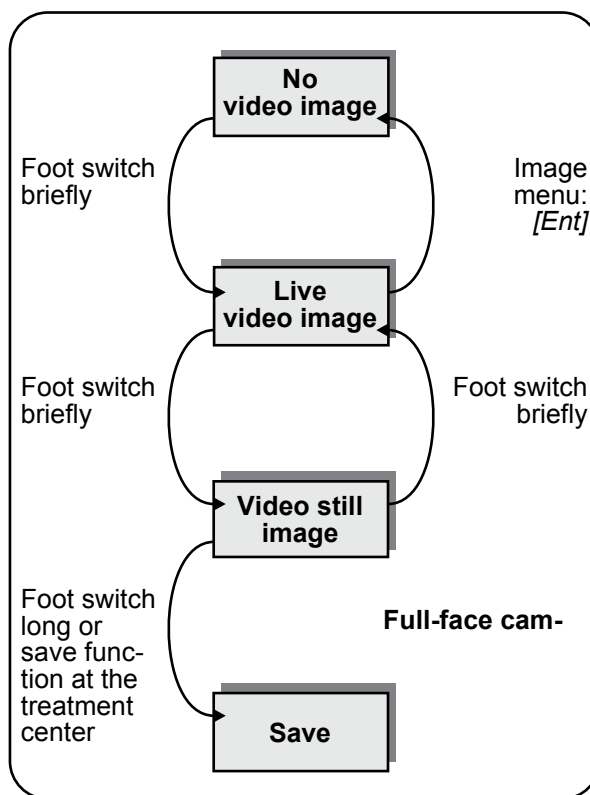 No
video image
Foot switch
briefly
Image
menu:
[Ent]
Live
video image
Foot switch
briefly
Foot switch
briefly
Video still
image
Foot switch
long or
save func-
tion at the
treatment
center
Full-face cam-
Save